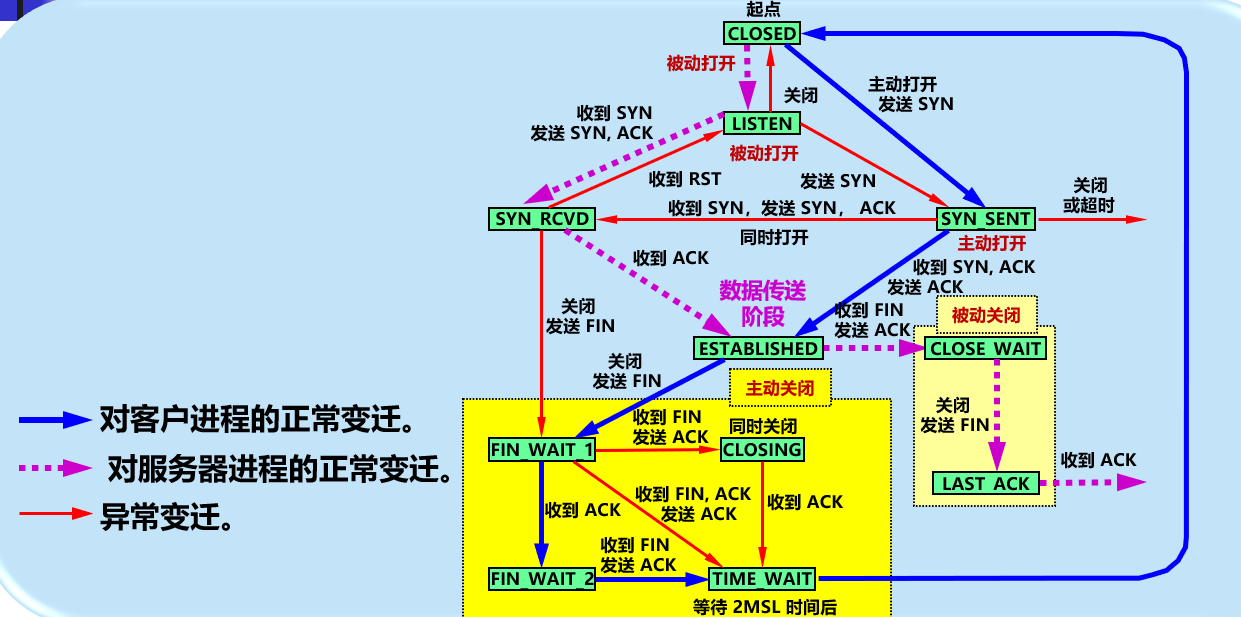 起点
CLOSED
被动打开
关闭
主动打开
发送 SYN
收到 SYN
发送 SYN, ACK
LISTEN
被动打开
收到 RST
发送 SYN
关闭
或超时
收到 SYN，发送 SYN， ACK
SYN_RCVD
SYN_SENT
同时打开
主动打开
收到 ACK
收到 SYN, ACK
发送 ACK
数据传送
阶段
关闭
发送 FIN
收到 FIN
发送 ACK
被动关闭
ESTABLISHED
CLOSE_WAIT
关闭
发送 FIN
主动关闭
关闭
发送 FIN
对客户进程的正常变迁。
收到 FIN
发送 ACK
同时关闭
FIN_WAIT_1
CLOSING
收到 ACK
对服务器进程的正常变迁。
LAST_ACK
收到 FIN, ACK
发送 ACK
收到 ACK
收到 ACK
异常变迁。
收到 FIN
发送 ACK
FIN_WAIT_2
TIME_WAIT
等待 2MSL 时间后